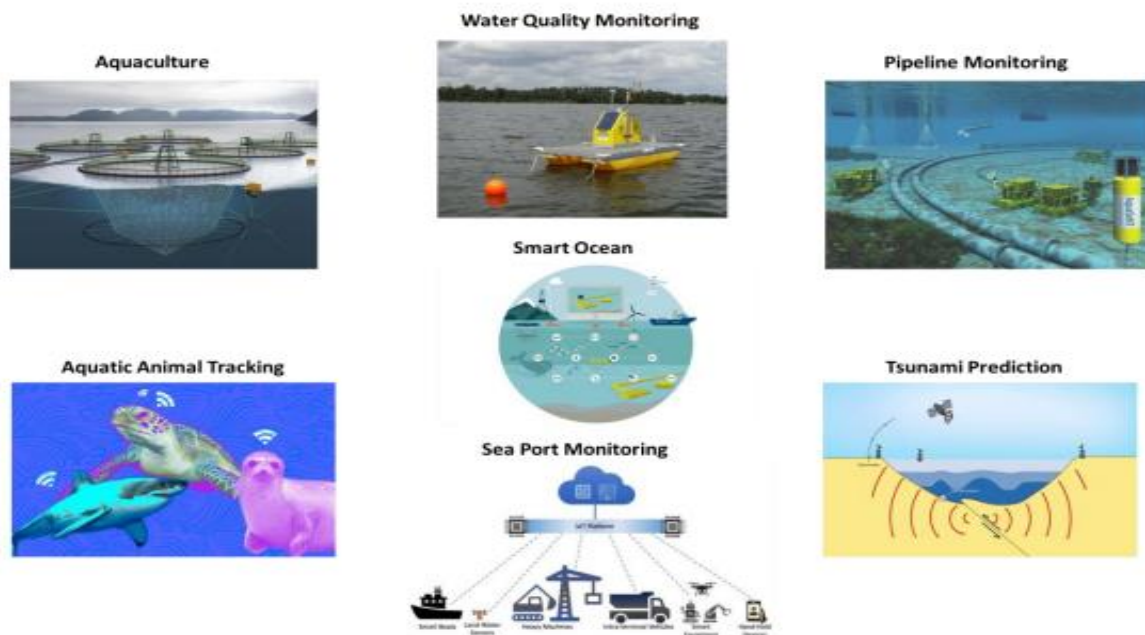 Water Quality Monitoring
Aquaculture
Pipeline Monitoring
Smart Ocean
Aquatic Animal Tracking
Tsunami Prediction
Sea Port Monitoring
IoT Platform
Smart Boats
Heavy Machines